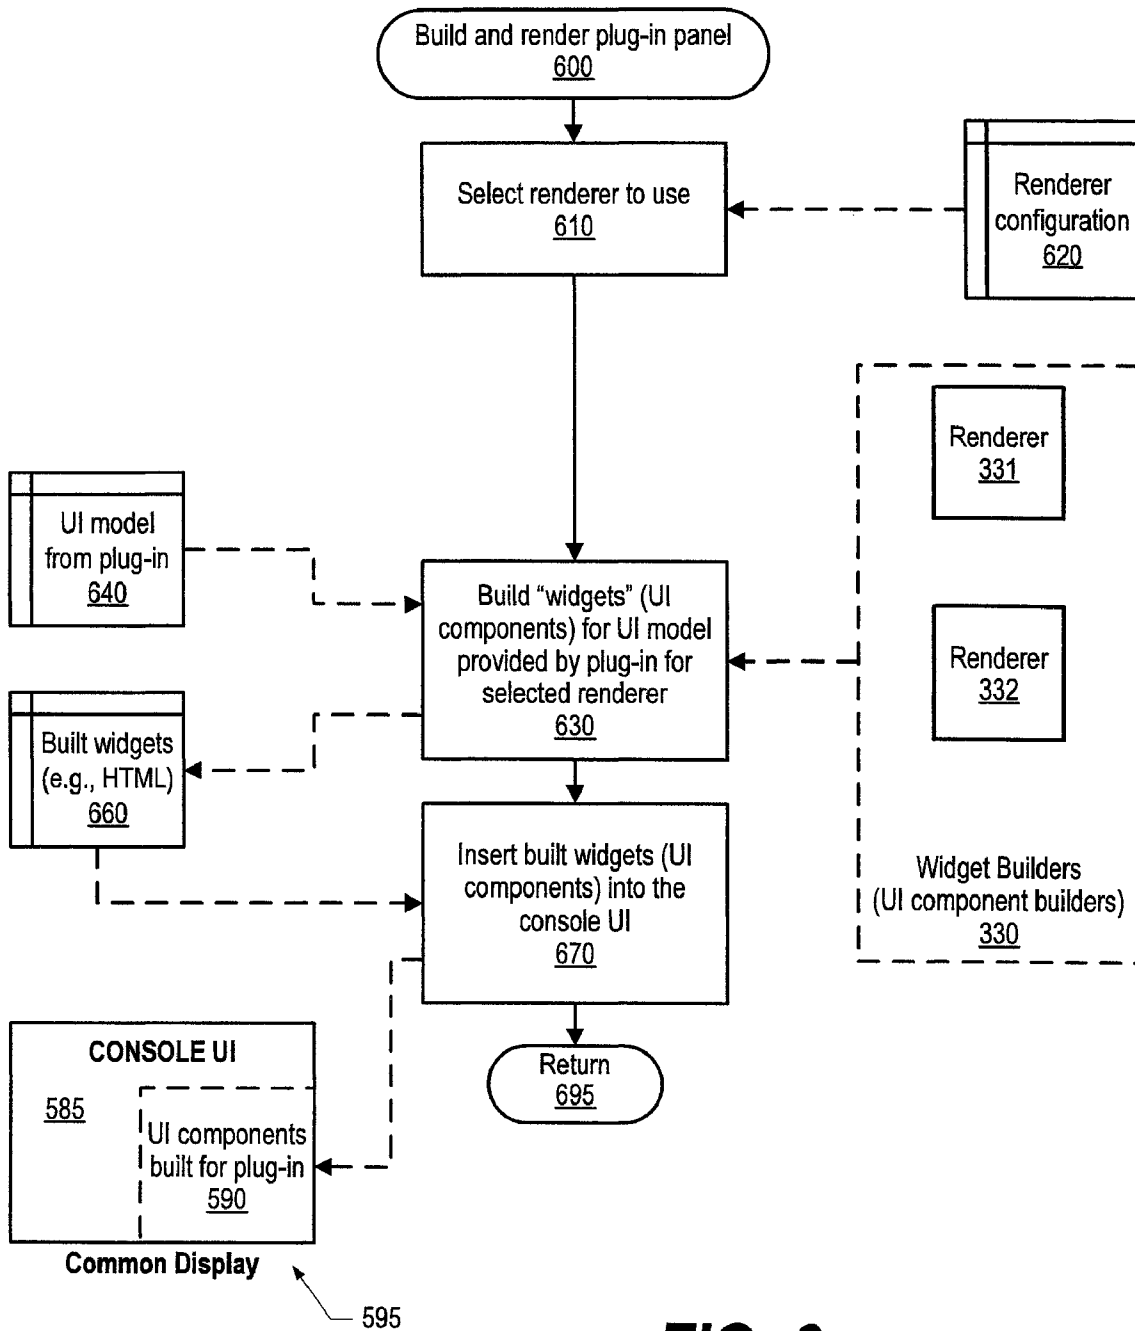 Build and render plug-in panel
600
Select renderer to use
610
Renderer
configuration
620
Renderer
331
UI model
from plug-in
640
Build “widgets” (UI
components) for UI model
provided by plug-in for
selected renderer
630
Renderer
332
Built widgets
(e.g., HTML)
660
Insert built widgets (UI
components) into the
console UI
670
Widget Builders
(UI component builders)
330
CONSOLE UI
585
UI components
built for plug-in
590
Return
695
Common Display
595